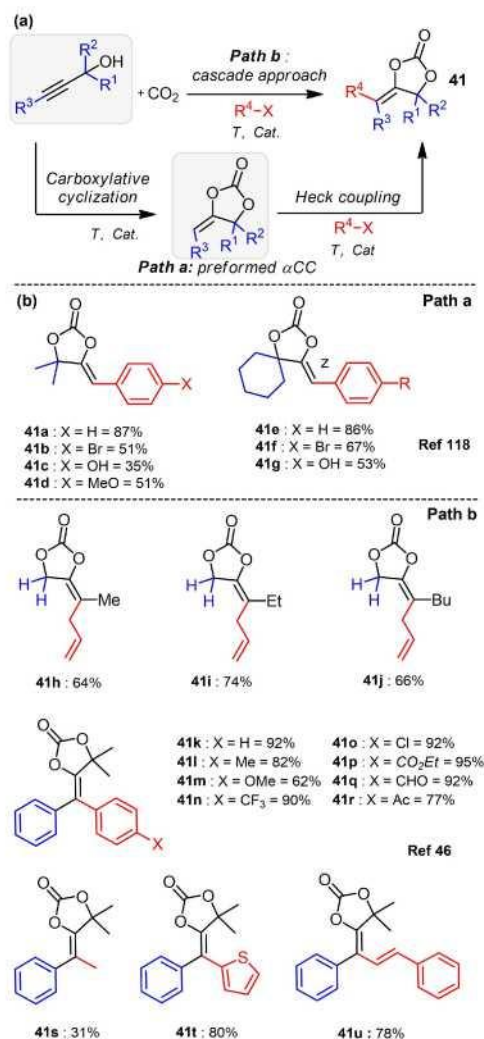 (a)
O
R²
OH
R¹
R³
+CO₂
Path b :
cascade approach
R⁴–X
T, Cat.
R⁴
O
O
R³
R¹
R²
41
Carboxylative
cyclization
T, Cat.
O
O
O
R³
R¹
R²
Heck coupling
R⁴–X
T, Cat
Path a: preformed αCC
(b)
Path a
O
O
O
X
O
O
O
Z
R
41a : X = H = 87%
41b : X = Br = 51%
41c : X = OH = 35%
41d : X = MeO = 51%
41e : X = H = 86%
41f : X = Br = 67%
41g : X = OH = 53%
Ref 118
Path b
O
O
O
H
H
Me
O
O
O
H
H
Et
O
O
O
H
H
Bu
41h : 64%
41i : 74%
41j : 66%
O
O
O
X
41k : X = H = 92%
41l : X = Me = 82%
41m : X = OMe = 62%
41n : X = CF₃ = 90%
41o : X = Cl = 92%
41p : X = CO₂Et = 95%
41q : X = CHO = 92%
41r : X = Ac = 77%
Ref 46
O
O
O
O
O
O
S
O
O
O
41s : 31%
41t : 80%
41u : 78%